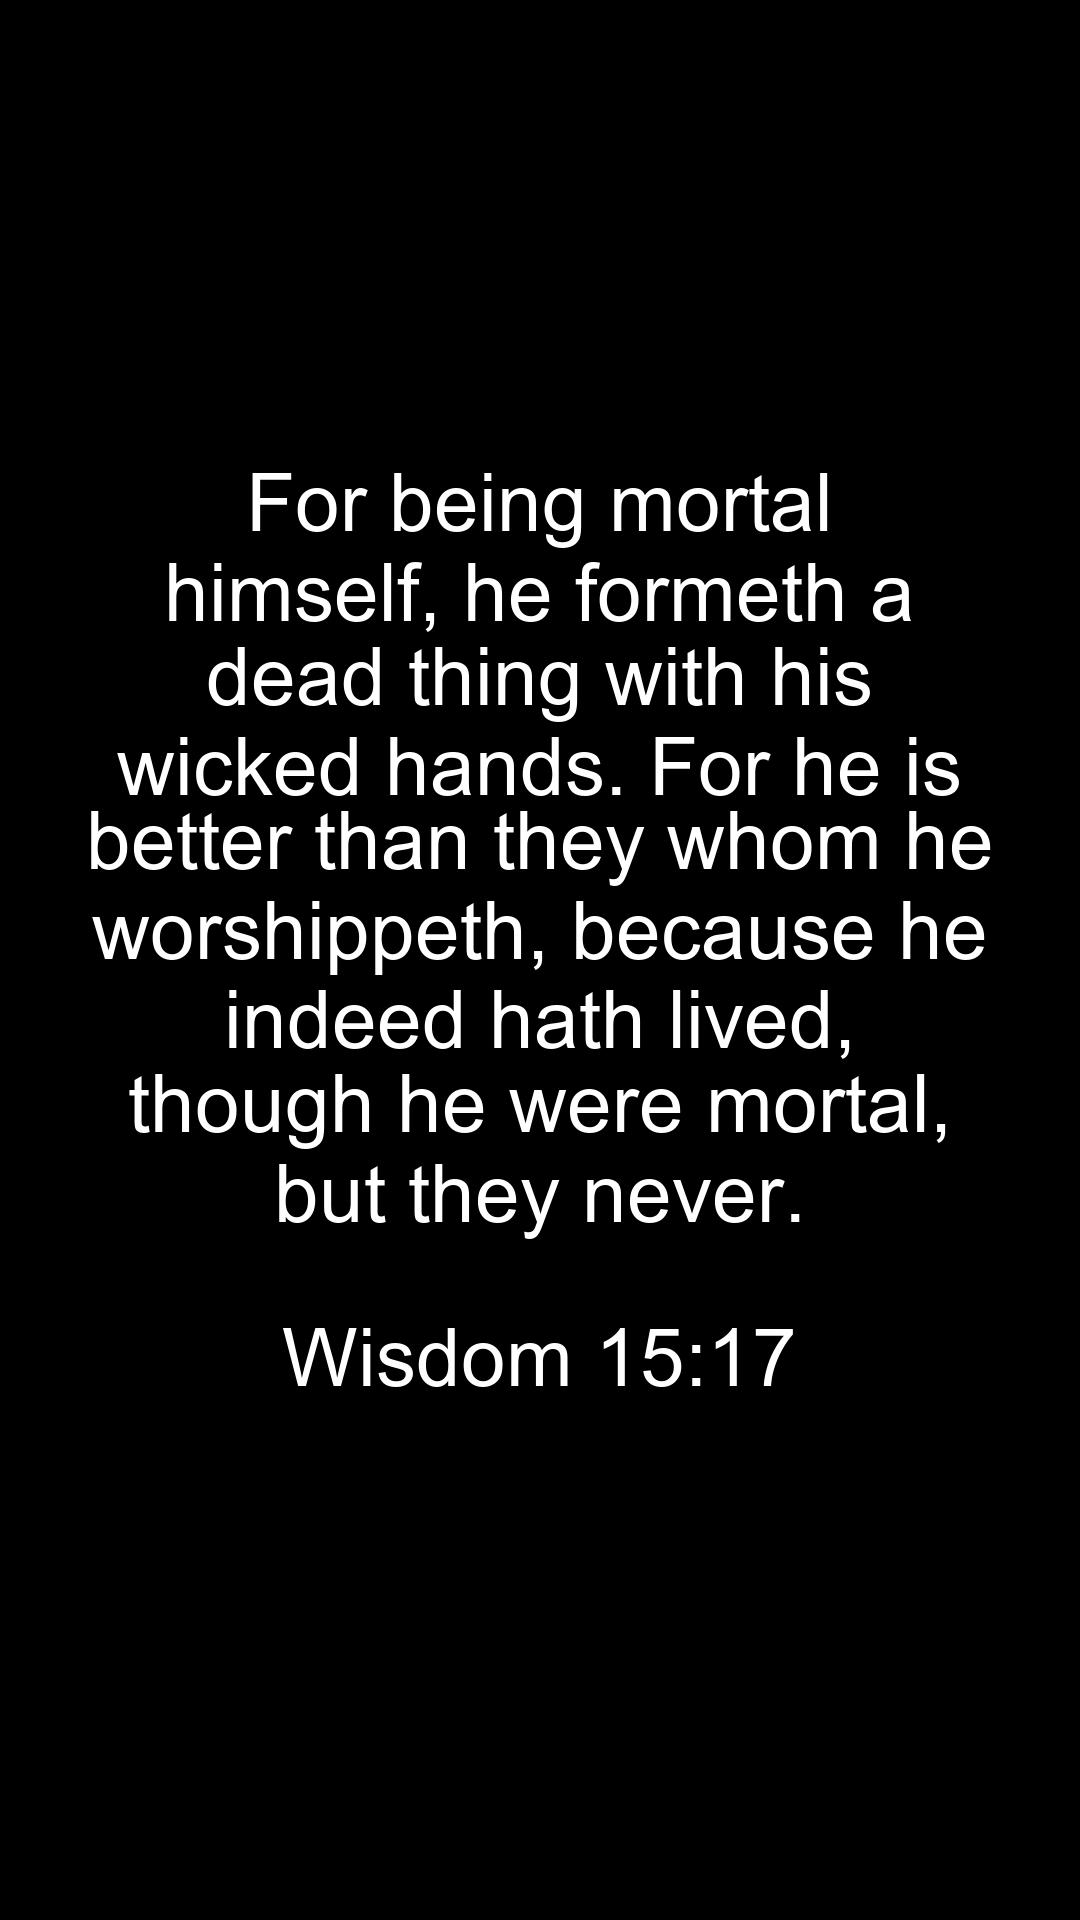 For being mortal
himself, he formeth a
dead thing with his
wicked hands. For he is
better than they whom he
worshippeth, because he
indeed hath lived,
though he were mortal,
but they never.
Wisdom 15:17